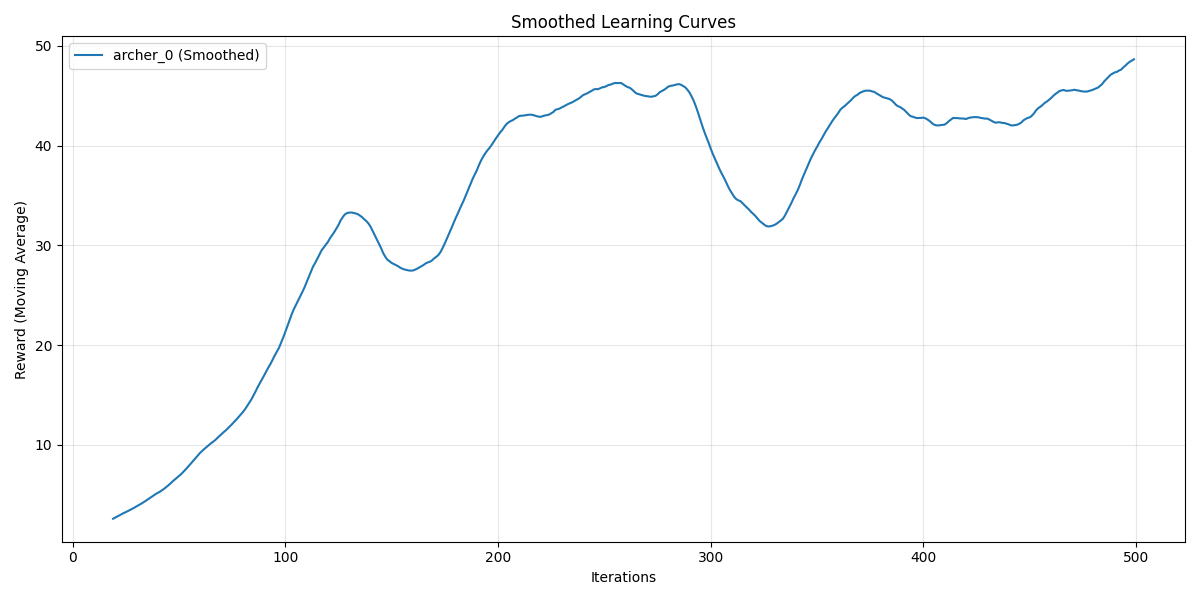 Smoothed Learning Curves
archer_0 (Smoothed)
Reward (Moving Average)
50
40
30
20
10
0 100 200 300 400 500
Iterations